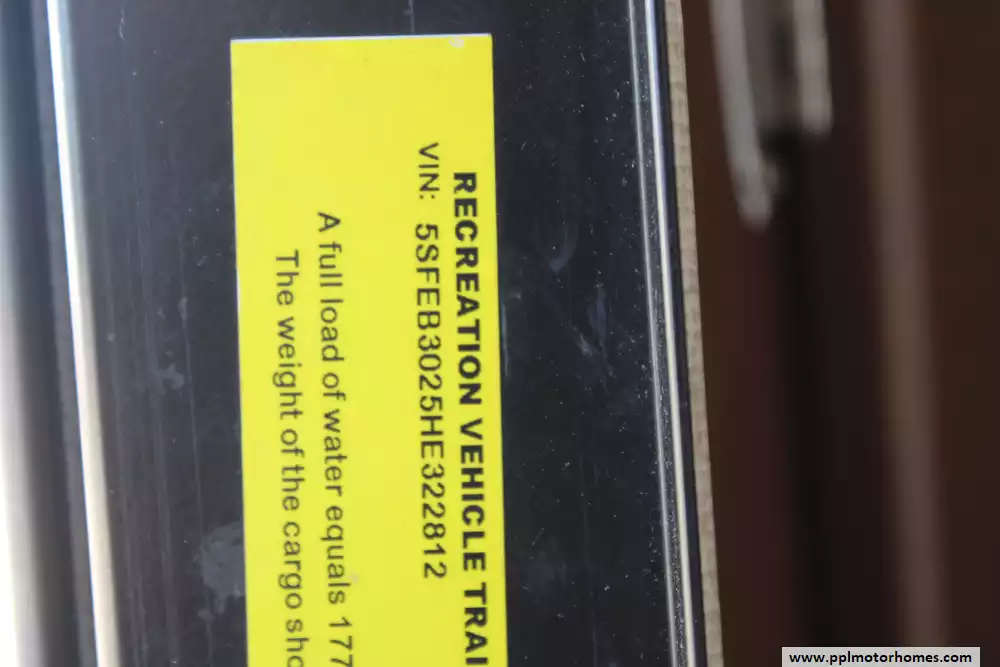 RECREATION VEHICLE TRAI
VIN: 5SFEB3025HE322812
A full load of water equals 177
The weight of the cargo sho
www.pplmotorhomes.com